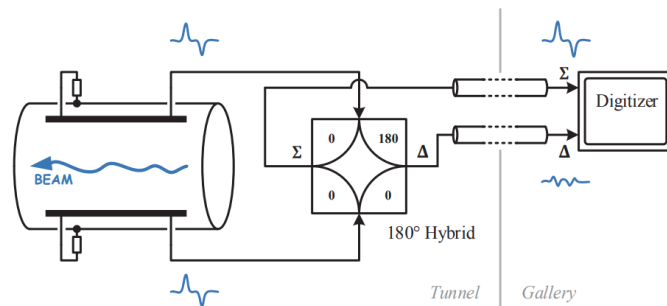 Σ
Digitizer
0
180
Σ
Δ
Δ
BEAM
0
0
180° Hybrid
Tunnel
Gallery